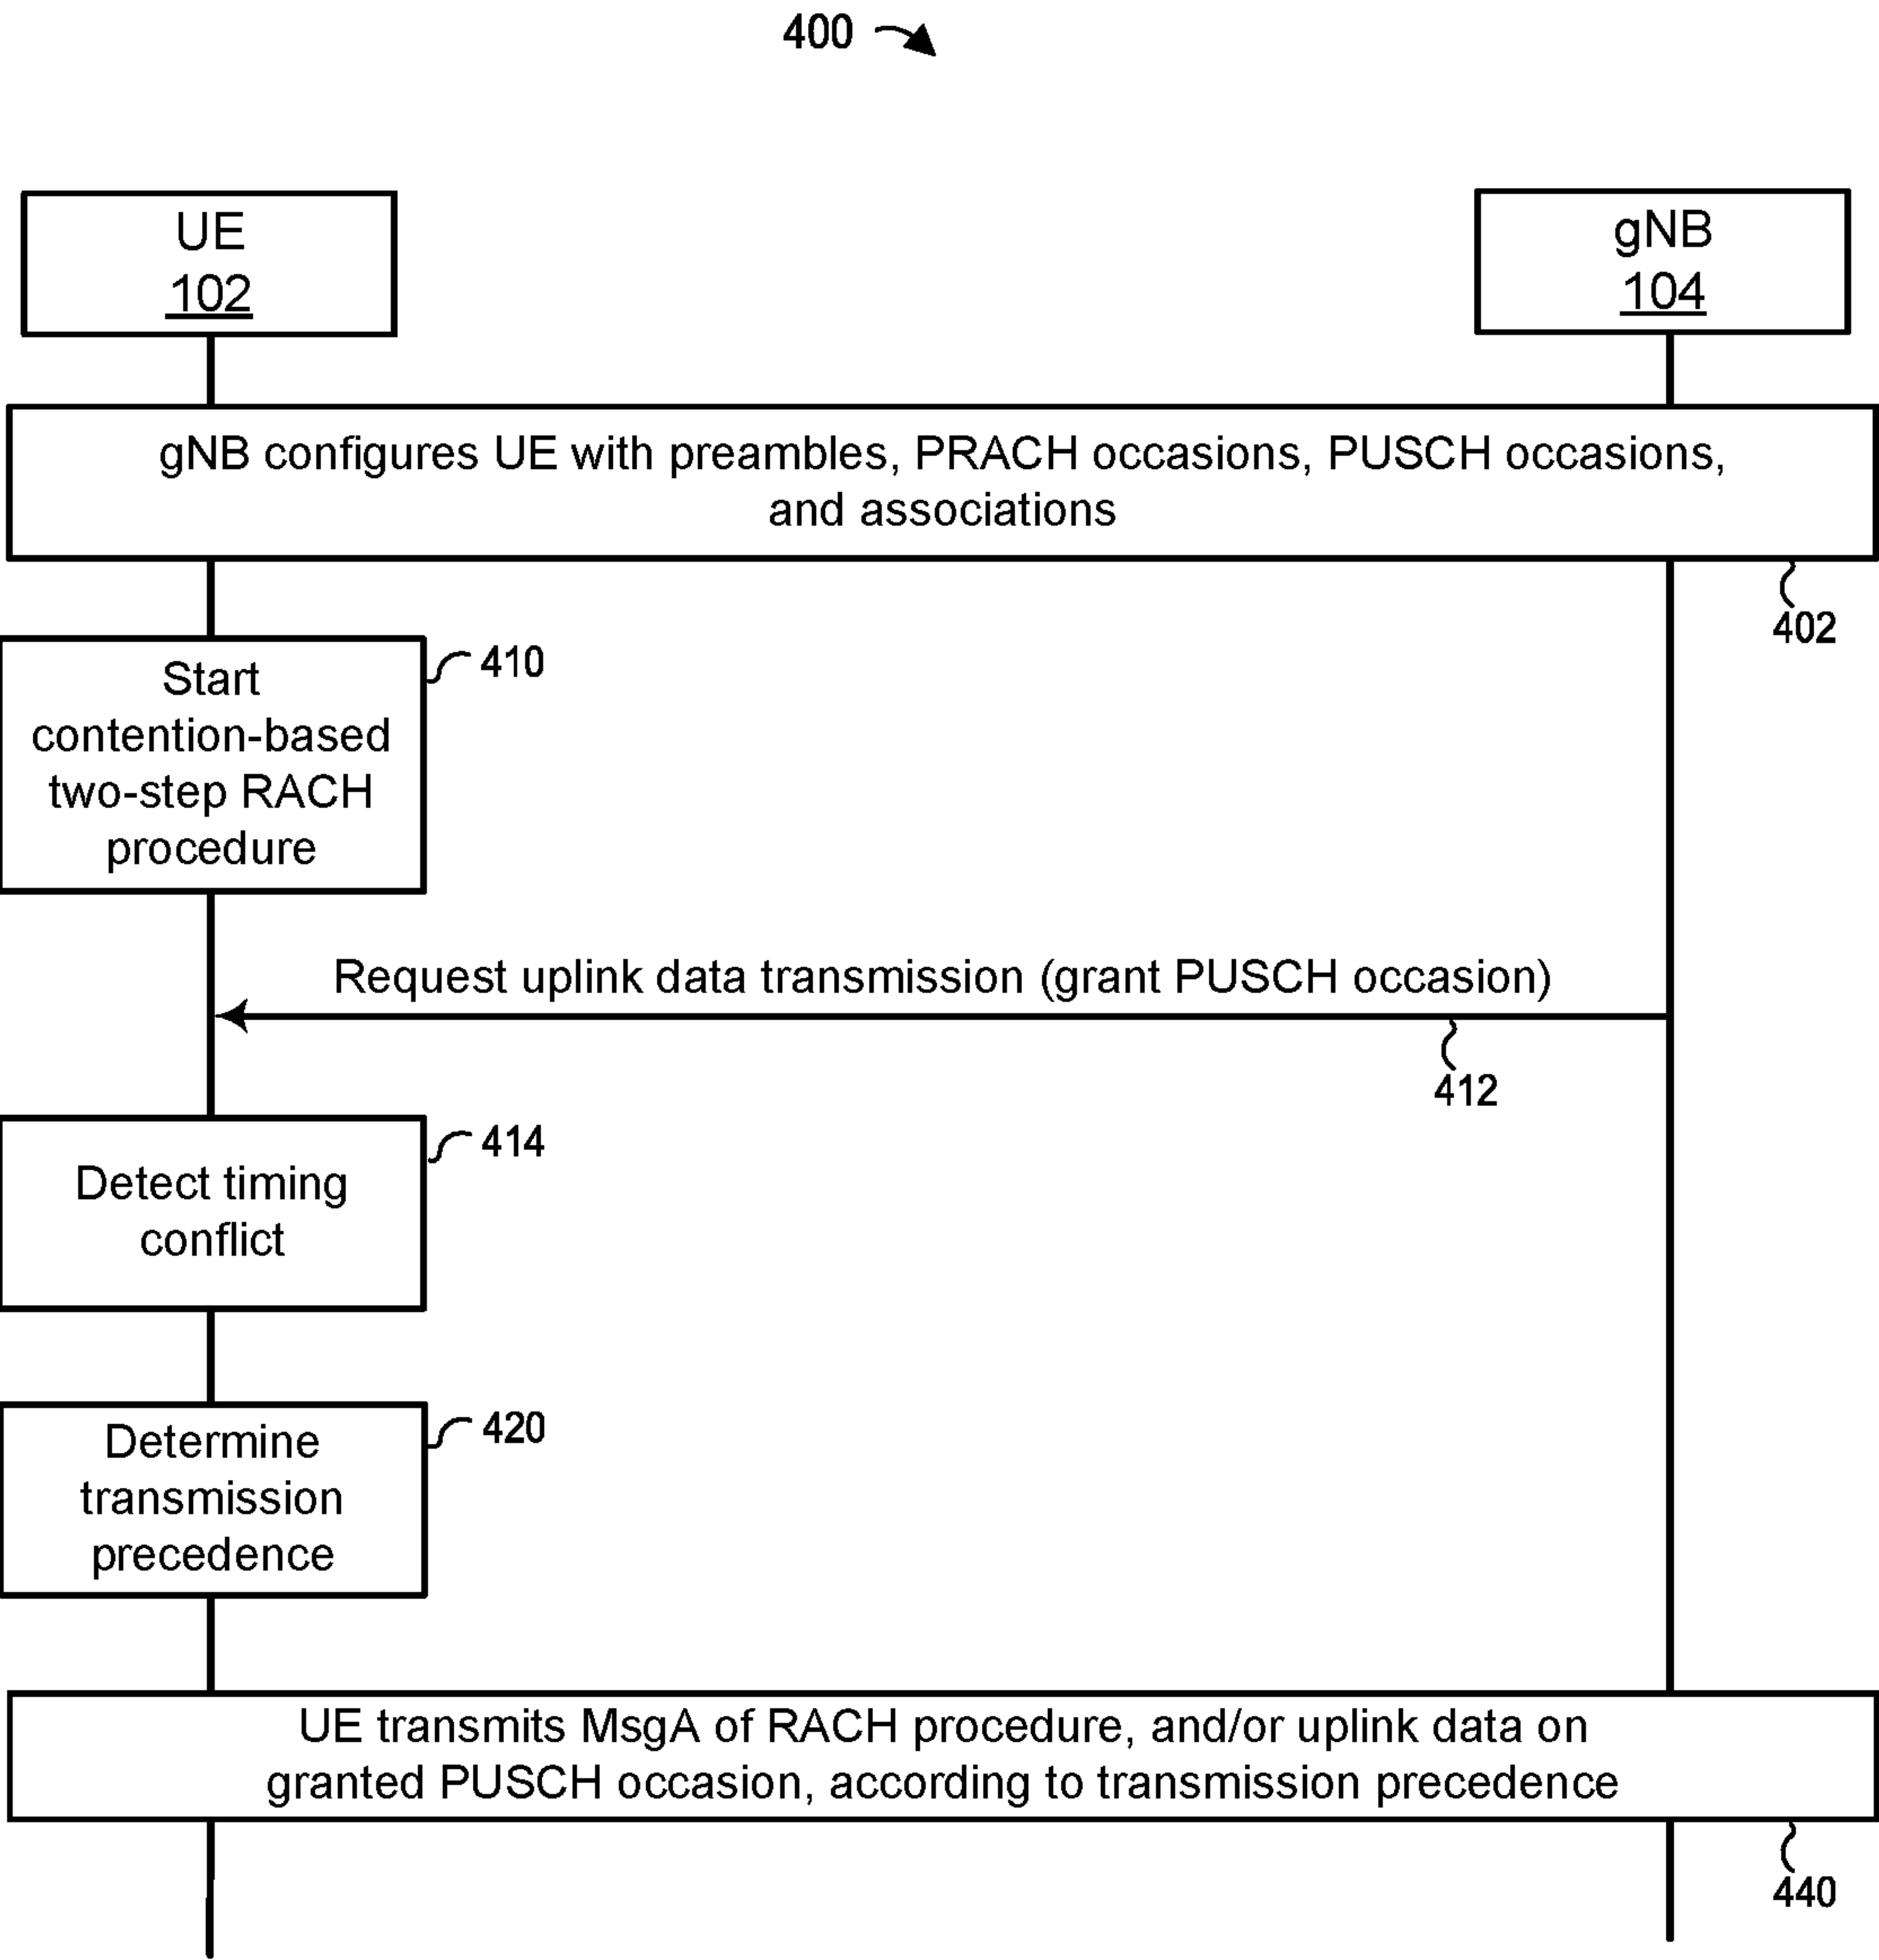 400
UE
102
gNB
104
gNB configures UE with preambles, PRACH occasions, PUSCH occasions,
and associations
402
Start
contention-based
two-step RACH
procedure
410
Request uplink data transmission (grant PUSCH occasion)
412
Detect timing
conflict
414
Determine
transmission
precedence
420
UE transmits MsgA of RACH procedure, and/or uplink data on
granted PUSCH occasion, according to transmission precedence
440